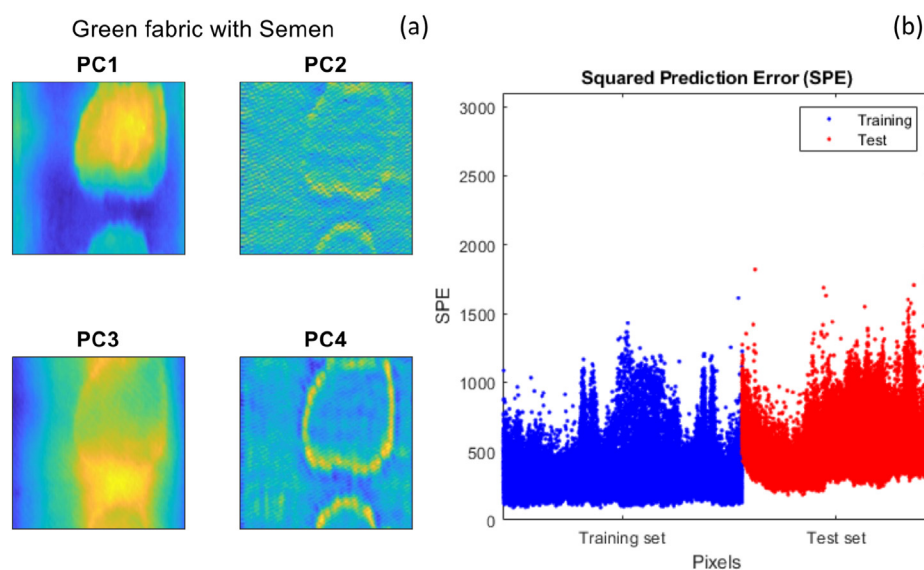 Green fabric with Semen
(a)
PC1
PC2
PC3
PC4
(b)
Squared Prediction Error (SPE)
Training
Test
3000
2500
2000
1500
1000
500
0
SPE
Training set
Test set
Pixels